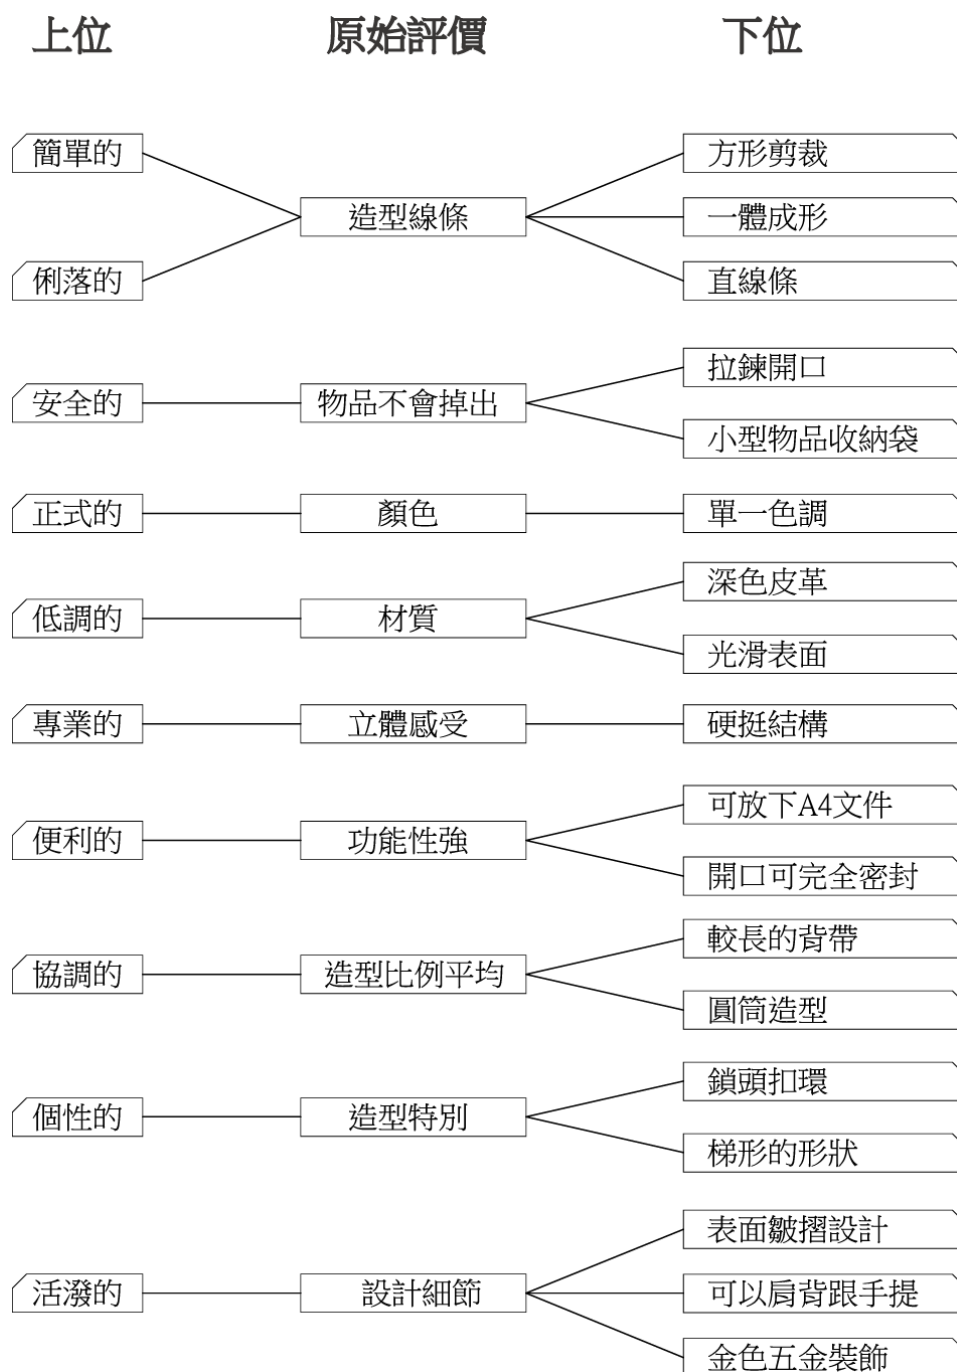 上位 原始評價 下位
簡單的 方形剪裁
造型線條 一體成形
俐落的 直線條
拉鍊開口
安全的 物品不會掉出
小型物品收納袋
正式的 顏色 單一色調
深色皮革
低調的 材質
光滑表面
專業的 立體感受 硬挺結構
可放下A4文件
便利的 功能性強
開口可完全密封
較長的背帶
協調的 造型比例平均
圓筒造型
鎖頭扣環
個性的 造型特別
梯形的形狀
表面皺摺設計
活潑的 設計細節 可以肩背跟手提
金色五金裝飾